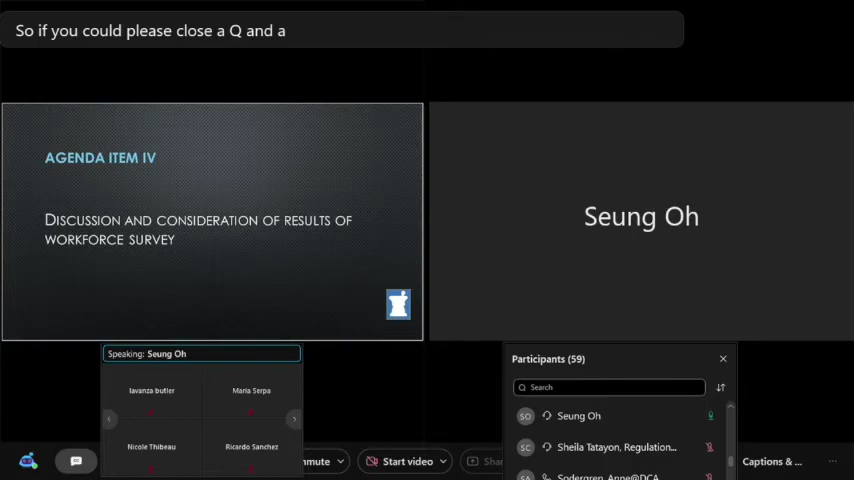 So if you could please close a Q and a
AGENDA ITEM IV
DISCUSSION AND CONSIDERATION OF RESULTS OF
WORKFORCE SURVEY
Seung Oh
Speaking: Seung Oh
lavanza butler
Maria Serpa
Nicole Thibeau
Ricardo Sanchez
Participants (59)
Search
SO Seung Oh
SC Sheila Tatayon, Regulation...
SA Sodergren, Anne@DCA
mute
Start video
Shar
Captions & ...